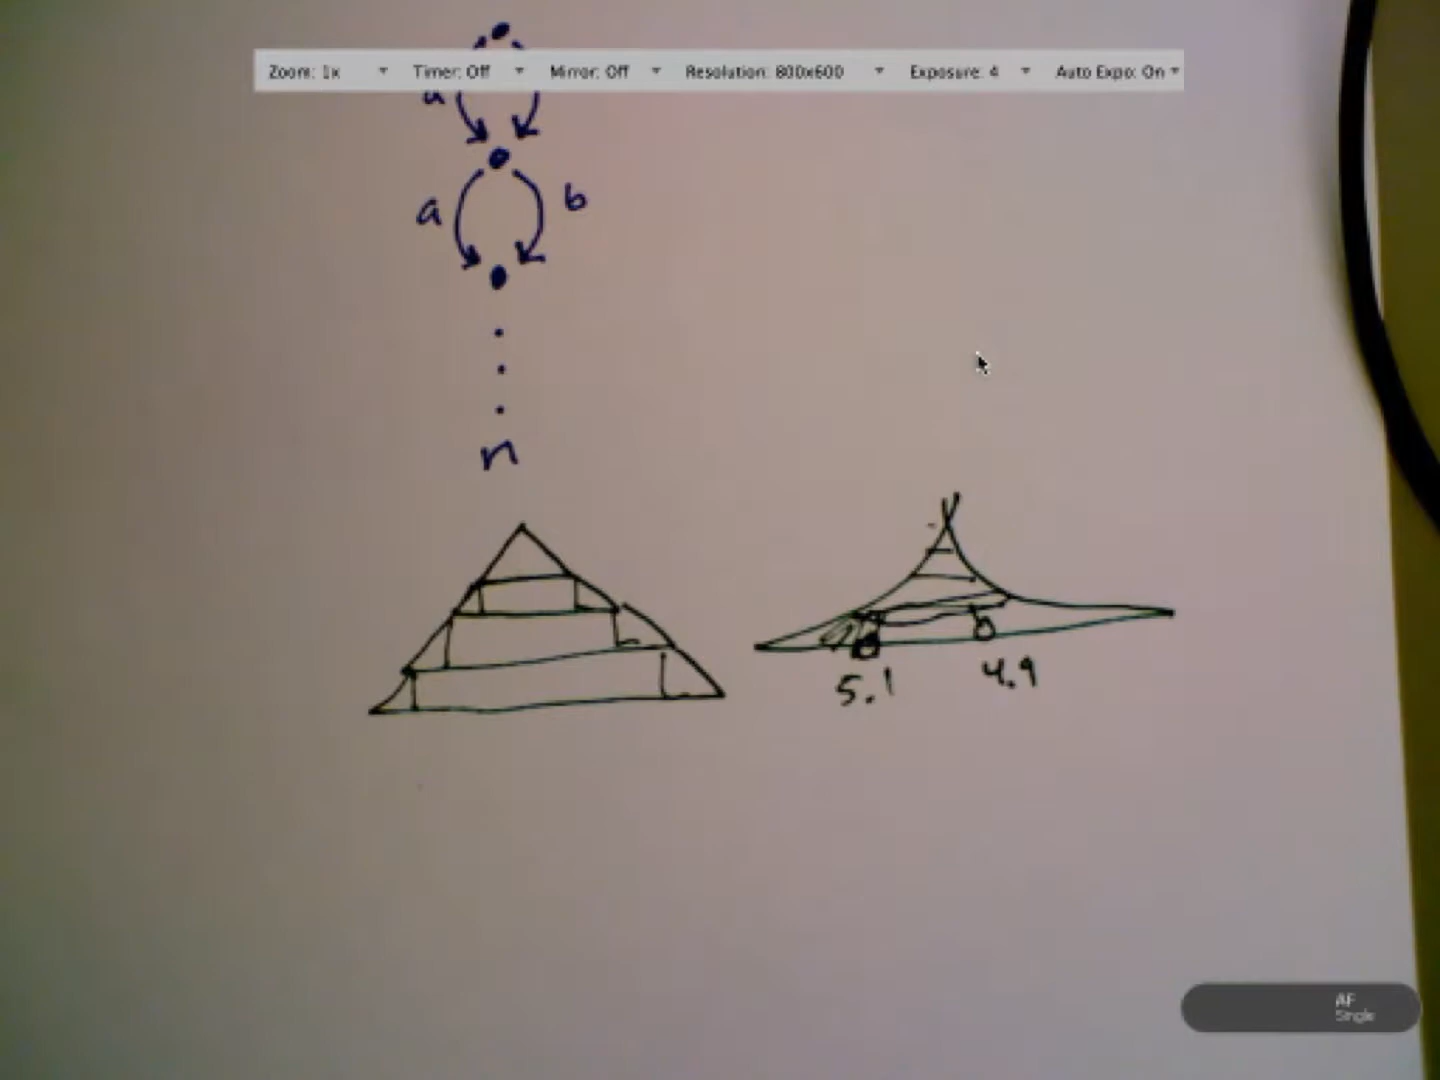 Zoom: 1x Timer: Off Mirror: Off Resolution: 800x600 Exposure: 4 Auto Expo: On
a
a b
n
5.1 4.9
AF
Single